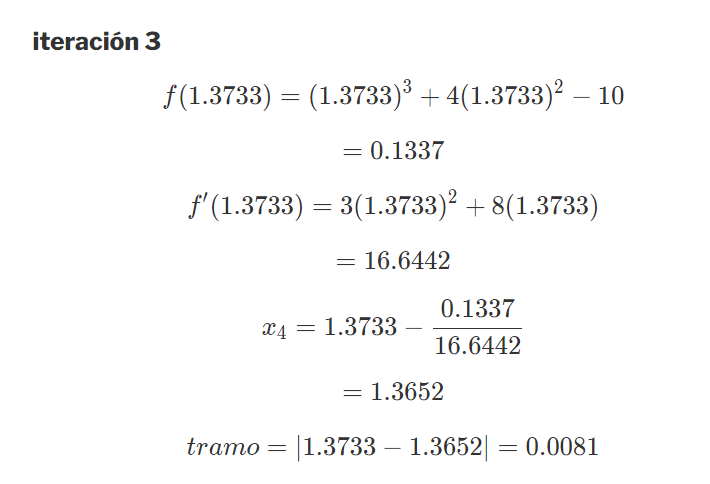 iteración 3
f(1.3733) = (1.3733)³ + 4(1.3733)² − 10
= 0.1337
f′(1.3733) = 3(1.3733)² + 8(1.3733)
= 16.6442
x₄ = 1.3733 − 0.1337/16.6442
= 1.3652
tramo = |1.3733 − 1.3652| = 0.0081